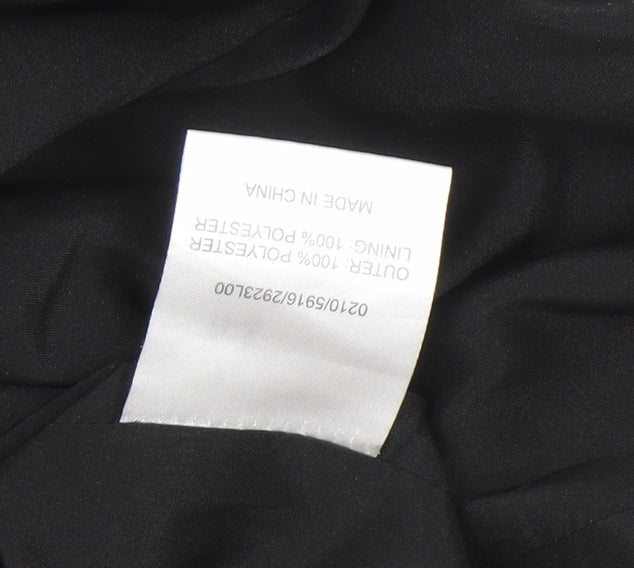 0210/5916/2923L00
OUTER: 100% POLYESTER
LINING: 100% POLYESTER
MADE IN CHINA